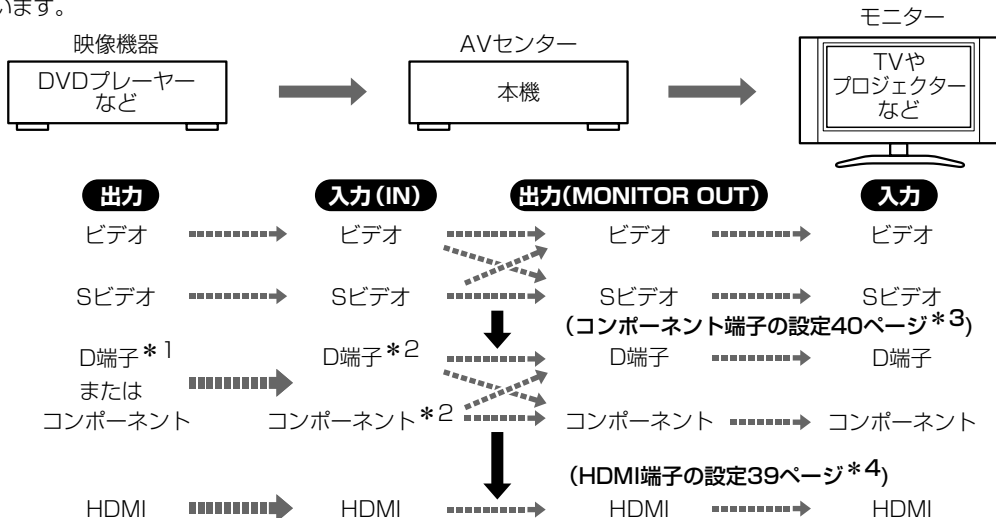 います。
モニター
映像機器 AVセンター
DVDプレーヤー
など
本機
TVや
プロジェクター
など
出力 入力(IN) 出力(MONITOR OUT) 入力
ビデオ ビデオ ビデオ ビデオ
Sビデオ Sビデオ Sビデオ Sビデオ
(コンポーネント端子の設定40ページ*3)
D端子*1 D端子*2 D端子 D端子
または
コンポーネント コンポーネント*2 コンポーネント コンポーネント
(HDMI端子の設定39ページ*4)
HDMI HDMI HDMI HDMI